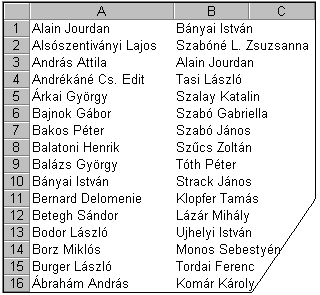 A B C
1 Alain Jourdan Bányai István
2 Alsószentiványi Lajos Szabóné L. Zsuzsanna
3 András Attila Alain Jourdan
4 Andrékáné Cs. Edit Tasi László
5 Árkai György Szalay Katalin
6 Bajnok Gábor Szabó Gabriella
7 Bakos Péter Szabó János
8 Balatoni Henrik Szűcs Zoltán
9 Balázs György Tóth Péter
10 Bányai István Strack János
11 Bernard Delomenie Klopfer Tamás
12 Betegh Sándor Lázár Mihály
13 Bodor László Ujhelyi István
14 Borz Miklós Monos Sebestyén
15 Burger László Tordai Ferenc
16 Ábrahám András Komár Károly